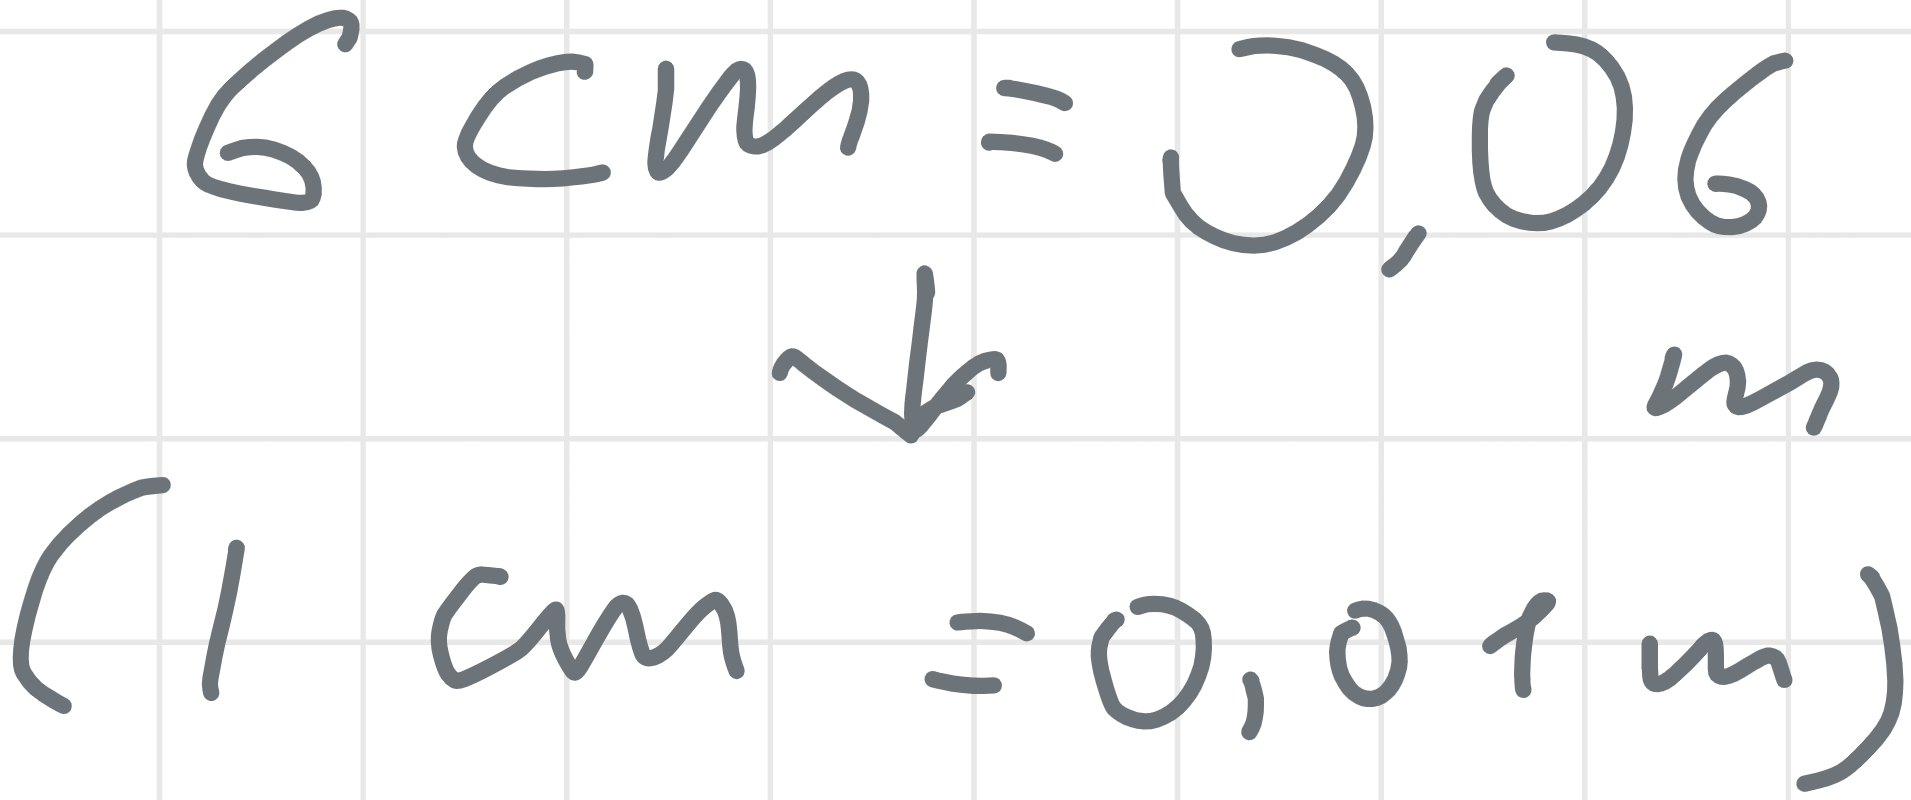 6 cm = 0,06
↓ m
(1 cm = 0,01 m)